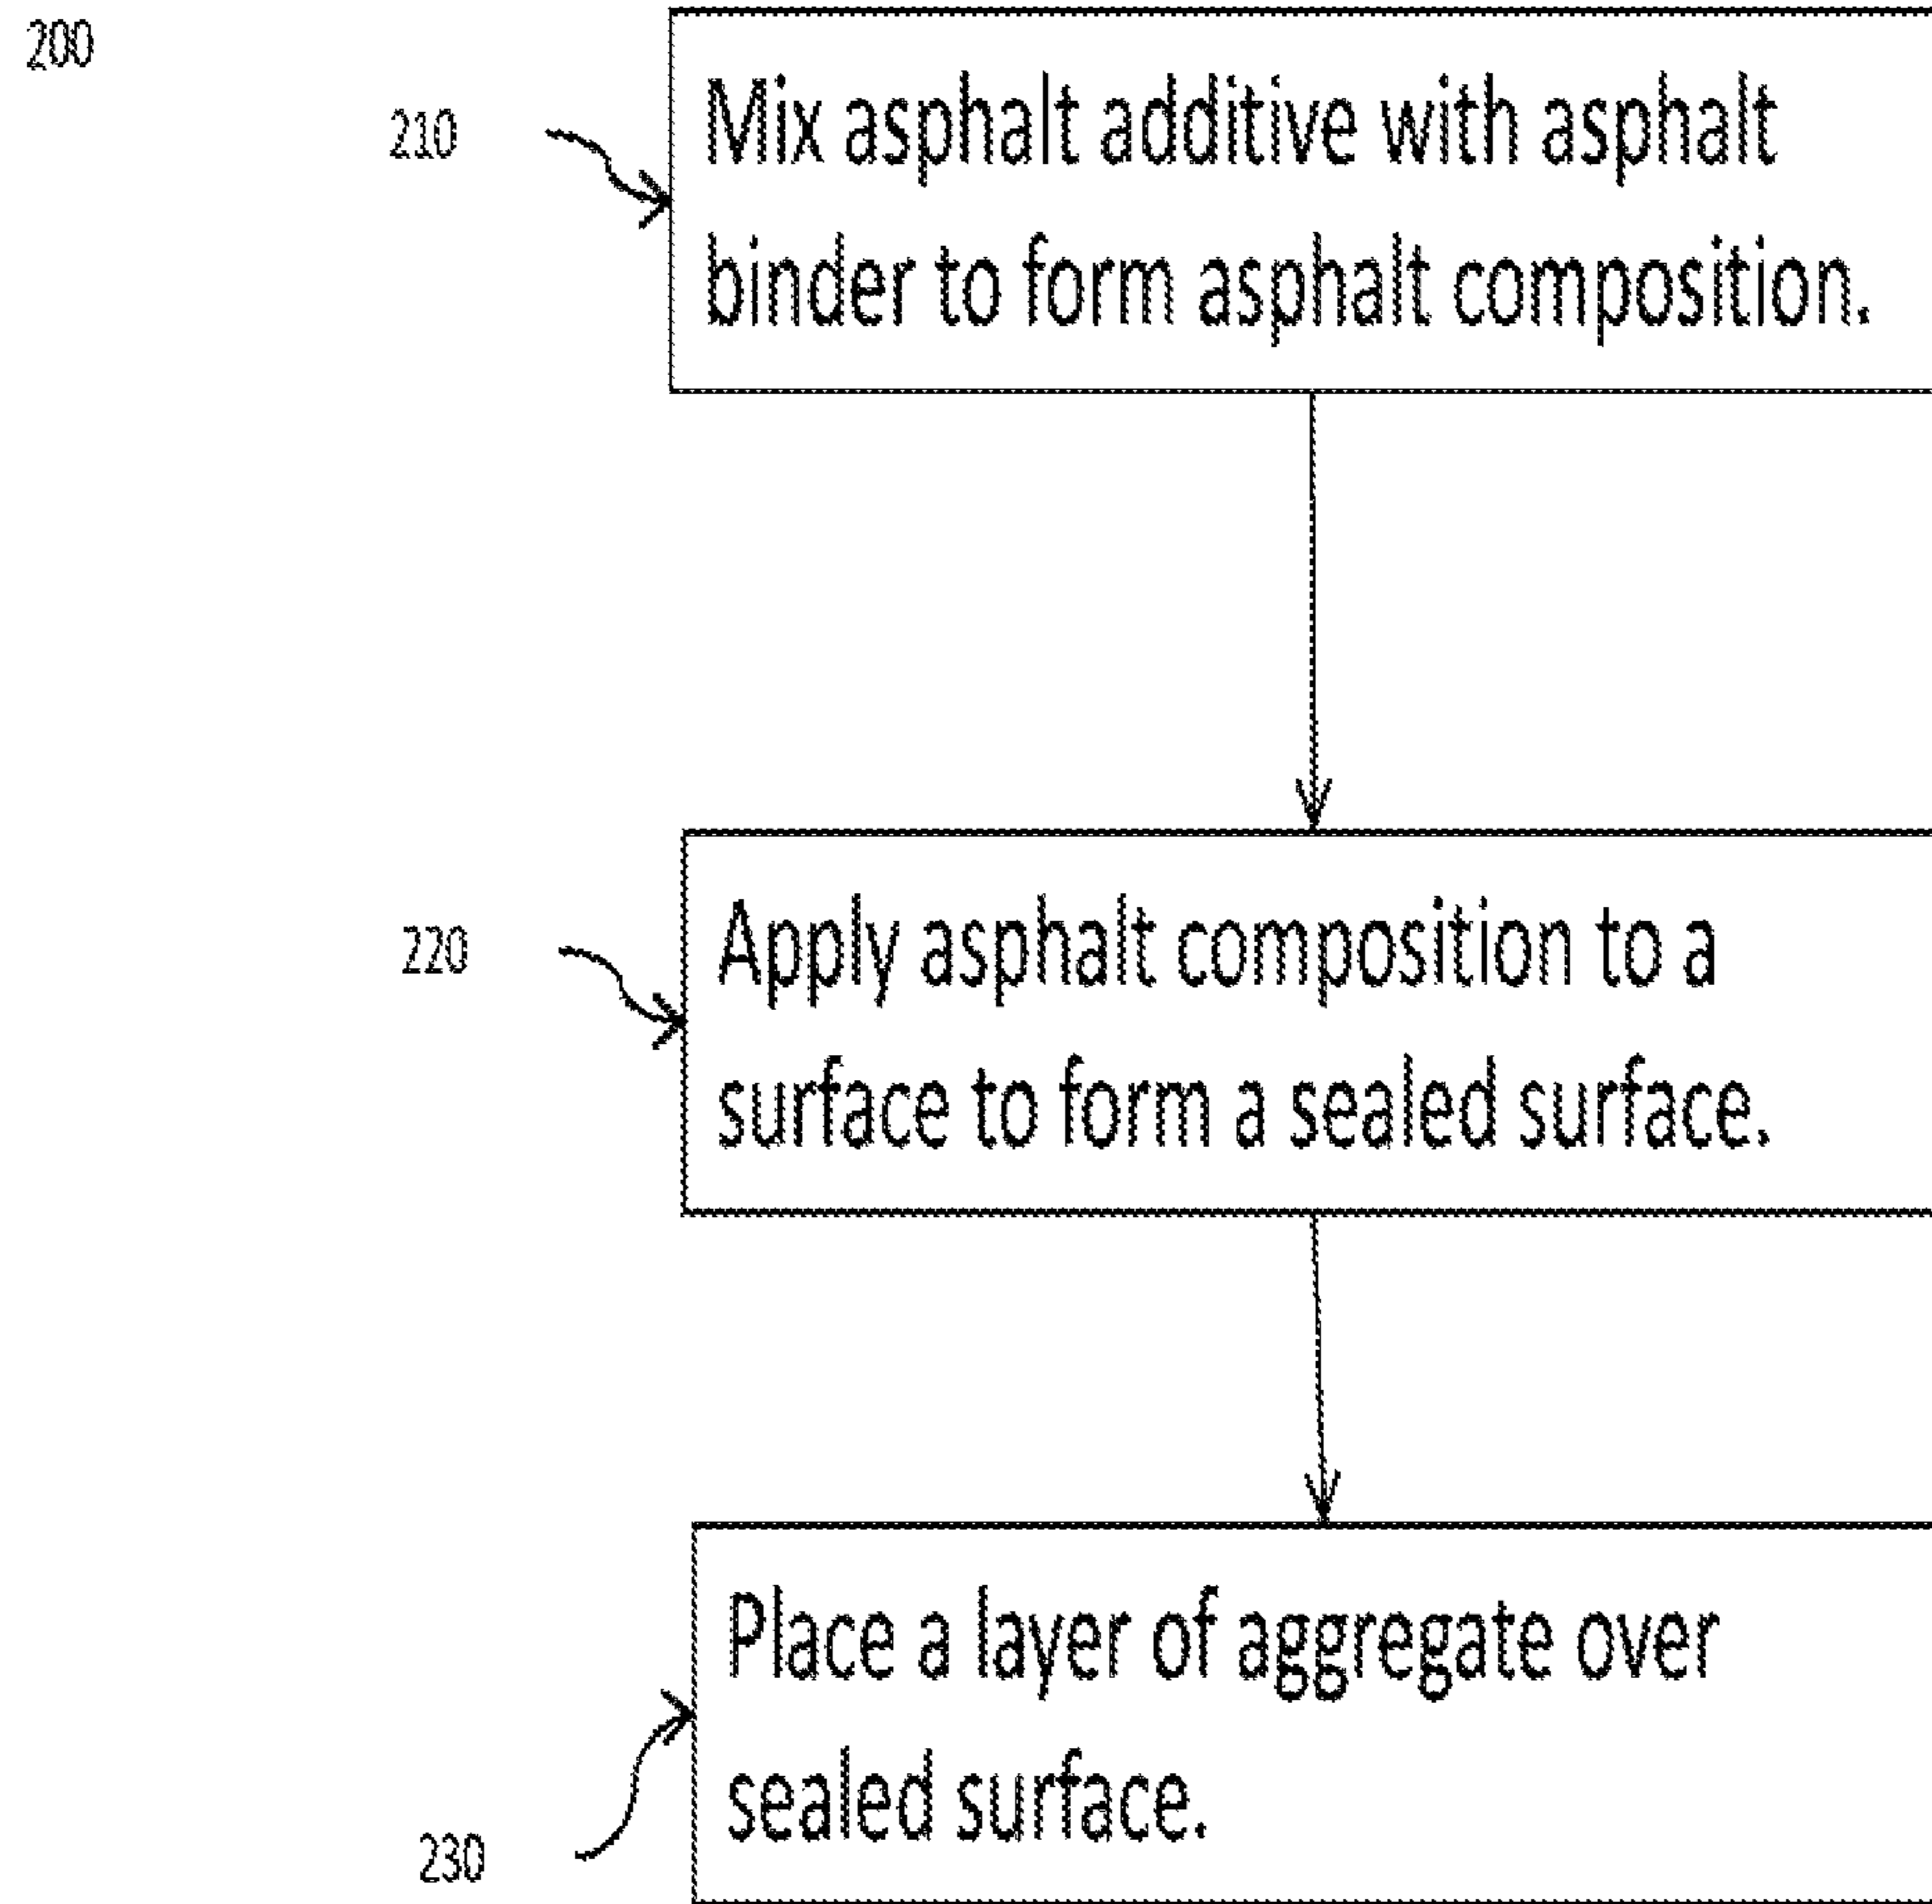 200
210
Mix asphalt additive with asphalt
binder to form asphalt composition.
220
Apply asphalt composition to a
surface to form a sealed surface.
Place a layer of aggregate over
sealed surface.
230